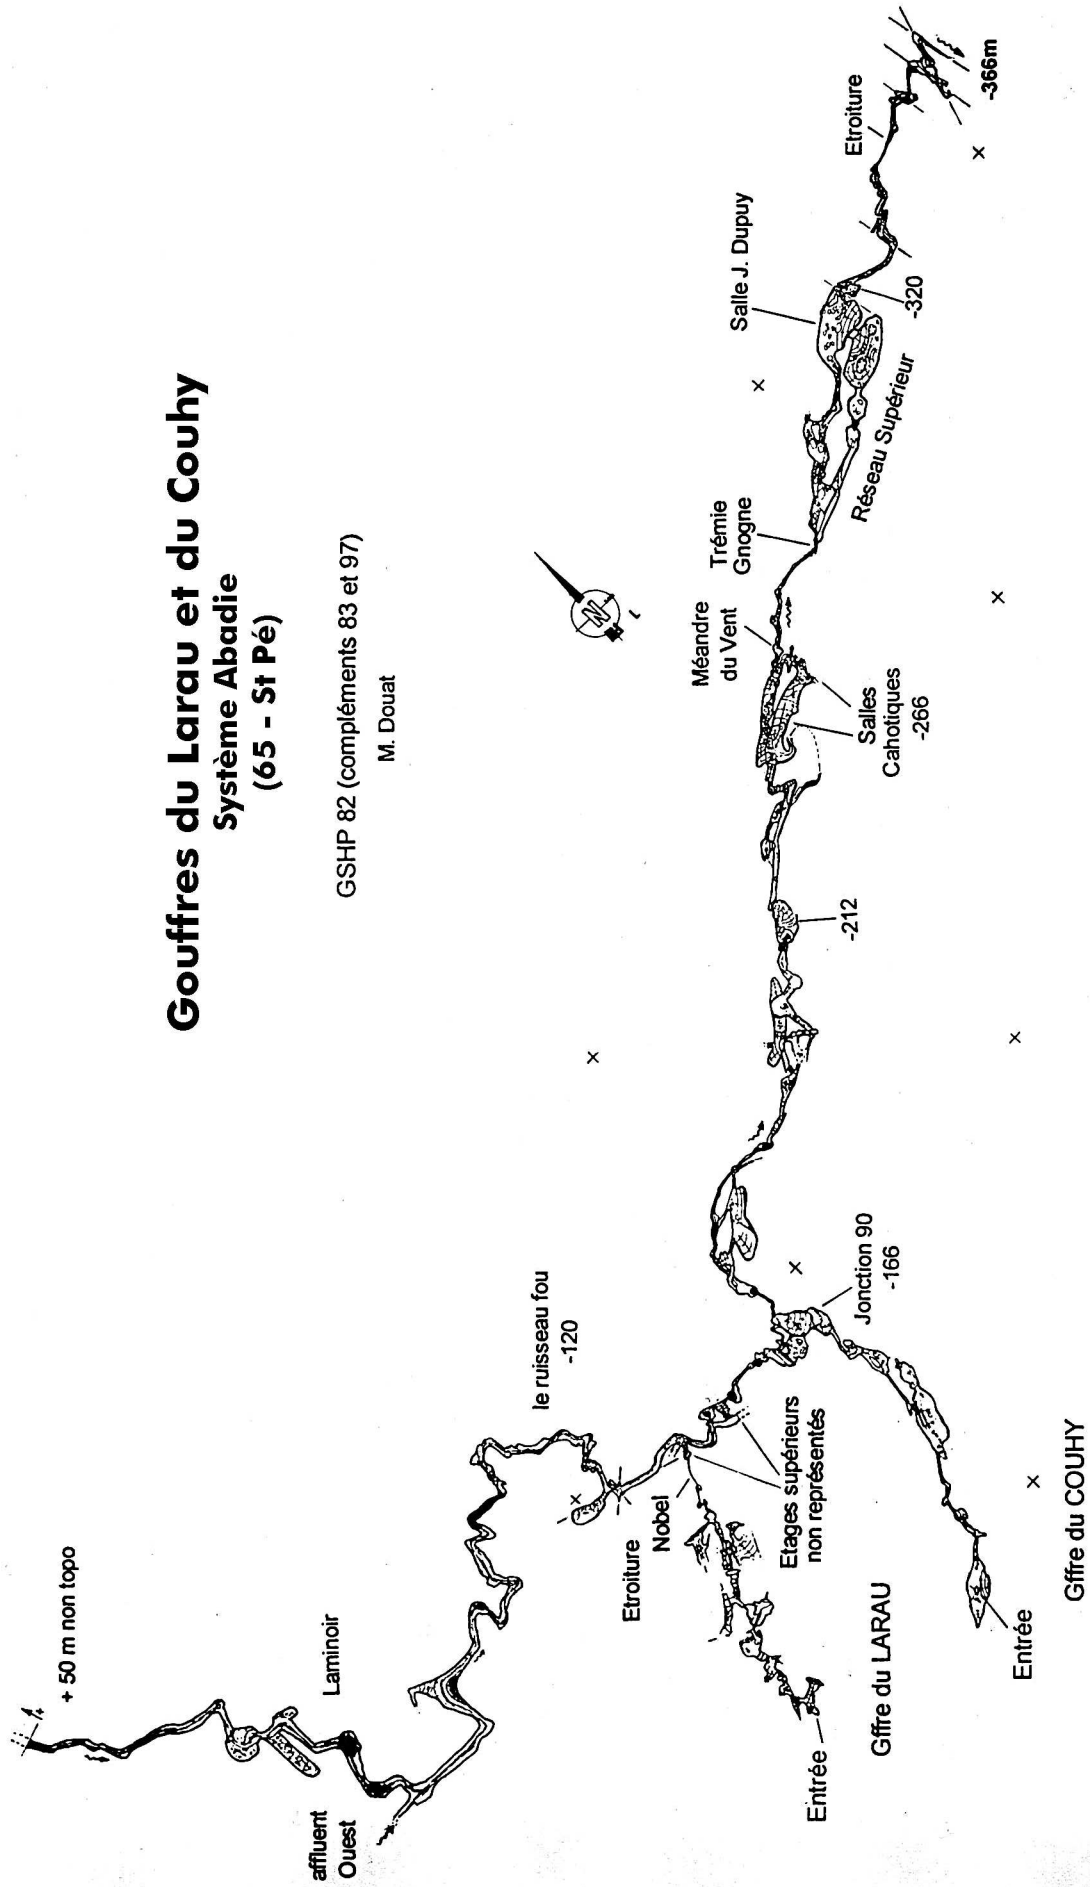 Gouffres du Larau et du Couhy
Système Abadie
(65 - St Pé)
GSHP 82 (compléments 83 et 97)
M. Douat
N
+ 50 m non topo
Laminoir
affluent
Ouest
le ruisseau fou
-120
Etroiture
Nobel
Etages supérieurs
non représentés
Gffre du LARAU
Entrée
Jonction 90
-166
Gffre du COUHY
Entrée
-212
Salles
Cahotiques
-266
Méandre
du Vent
Trémie
Gnogne
Réseau Supérieur
Salle J. Dupuy
-320
Etroiture
-366m